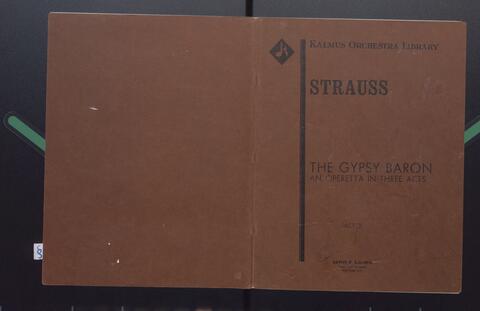 KALMUS ORCHESTRA LIBRARY
STRAUSS
THE GYPSY BARON
AN OPERETTA IN THREE ACTS